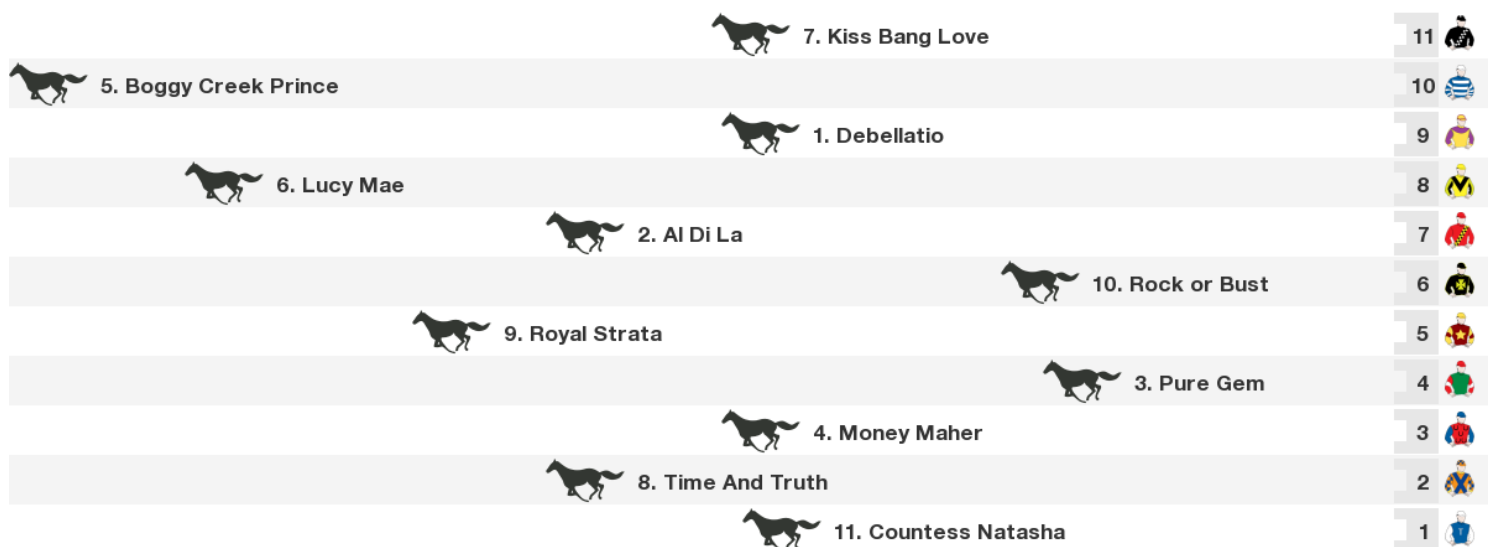 7. Kiss Bang Love 11
5. Boggy Creek Prince 10
1. Debellatio 9
6. Lucy Mae 8
2. Al Di La 7
10. Rock or Bust 6
9. Royal Strata 5
3. Pure Gem 4
4. Money Maher 3
8. Time And Truth 2
11. Countess Natasha 1